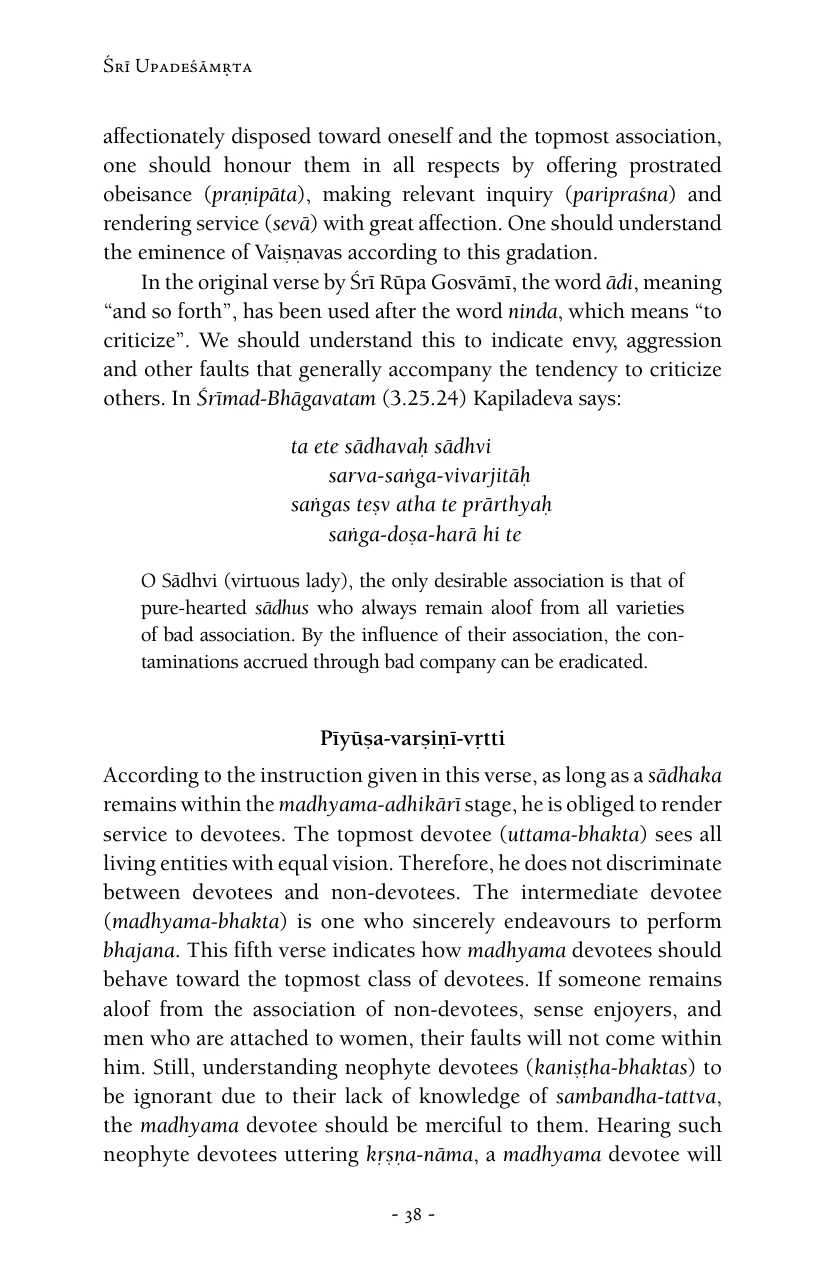 Śrī Upadeśāmṛta
affectionately disposed toward oneself and the topmost association,
one should honour them in all respects by offering prostrated
obeisance (praṇipāta), making relevant inquiry (paripraśna) and
rendering service (sevā) with great affection. One should understand
the eminence of Vaiṣṇavas according to this gradation.
In the original verse by Śrī Rūpa Gosvāmī, the word ādi, meaning
“and so forth”, has been used after the word ninda, which means “to
criticize”. We should understand this to indicate envy, aggression
and other faults that generally accompany the tendency to criticize
others. In Śrīmad-Bhāgavatam (3.25.24) Kapiladeva says:
ta ete sādhavaḥ sādhvi
sarva-saṅga-vivarjitāḥ
saṅgas teṣv atha te prārthyaḥ
saṅga-doṣa-harā hi te
O Sādhvi (virtuous lady), the only desirable association is that of
pure-hearted sādhus who always remain aloof from all varieties
of bad association. By the influence of their association, the con-
taminations accrued through bad company can be eradicated.
Pīyūṣa-varṣiṇī-vṛtti
According to the instruction given in this verse, as long as a sādhaka
remains within the madhyama-adhikārī stage, he is obliged to render
service to devotees. The topmost devotee (uttama-bhakta) sees all
living entities with equal vision. Therefore, he does not discriminate
between devotees and non-devotees. The intermediate devotee
(madhyama-bhakta) is one who sincerely endeavours to perform
bhajana. This fifth verse indicates how madhyama devotees should
behave toward the topmost class of devotees. If someone remains
aloof from the association of non-devotees, sense enjoyers, and
men who are attached to women, their faults will not come within
him. Still, understanding neophyte devotees (kaniṣṭha-bhaktas) to
be ignorant due to their lack of knowledge of sambandha-tattva,
the madhyama devotee should be merciful to them. Hearing such
neophyte devotees uttering kṛṣṇa-nāma, a madhyama devotee will
- 38 -